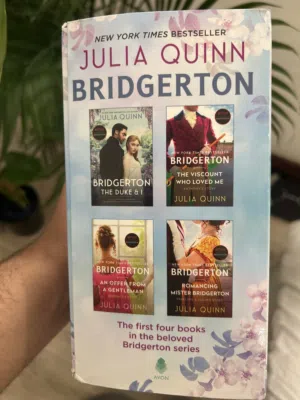 NEW YORK TIMES BESTSELLER
JULIA QUINN
BRIDGERTON
JULIA QUINN
BRIDGERTON
THE DUKE & I
BRIDGERTON
THE VISCOUNT
WHO LOVED ME
JULIA QUINN
BRIDGERTON
AN OFFER FROM
A GENTLEMAN
JULIA QUINN
BRIDGERTON
ROMANCING
MISTER BRIDGERTON
JULIA QUINN
The first four books
in the beloved
Bridgerton series
AVON